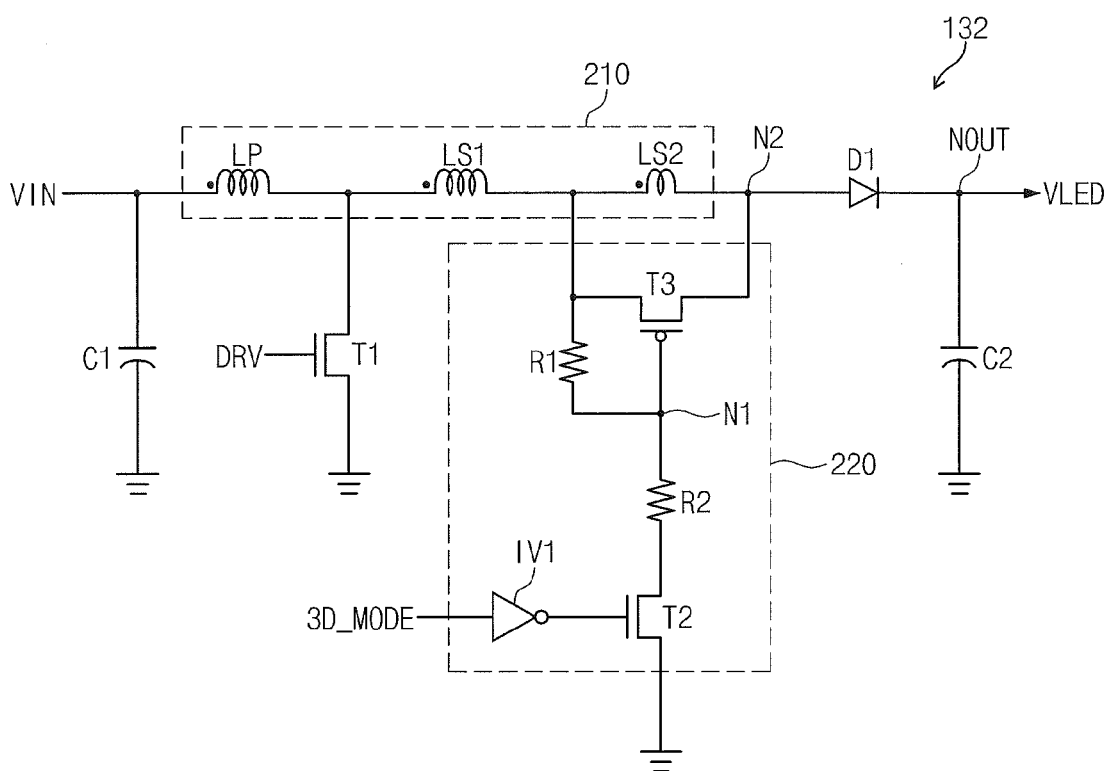 132
210
LP
LS1
LS2
N2
D1
NOUT
VIN
VLED
T3
C1
DRV
T1
R1
N1
C2
220
R2
IV1
3D_MODE
T2